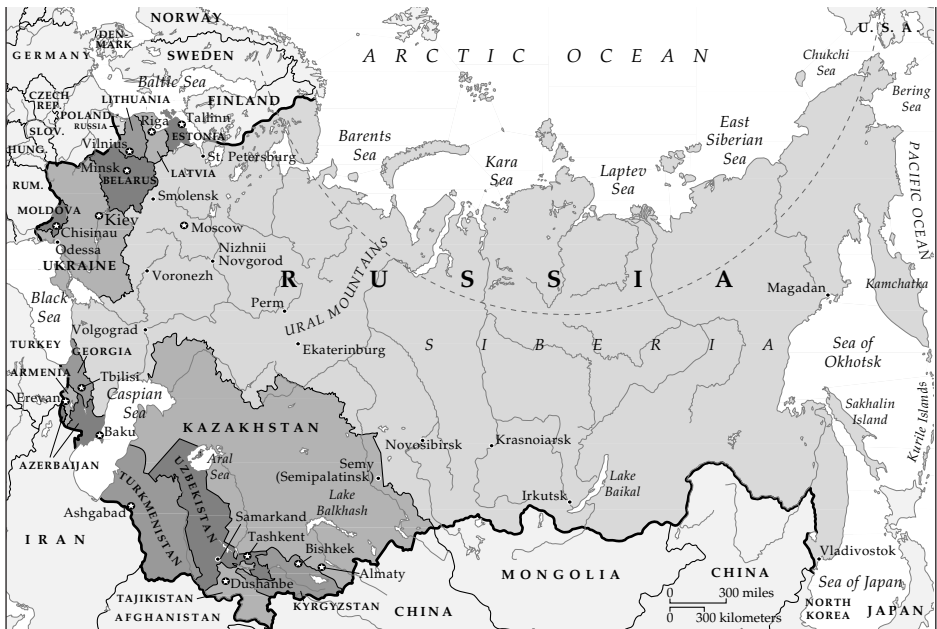 NORWAY
U. S. A.
DEN-
MARK
GERMANY
SWEDEN
ARCTIC OCEAN
Chukchi
Sea
Baltic Sea
Bering
Sea
CZECH
REP.
LITHUANIA
FINLAND
POLAND
RUSSIA
Riga
Tallinn
ESTONIA
SLOV.
Vilnius
HUNG.
Barents
Sea
East
Siberian
Sea
Kara
Sea
Laptev
Sea
PACIFIC OCEAN
St. Petersburg
Minsk
BELARUS
LATVIA
RUM.
Smolensk
MOLDOVA
Kiev
Chisinau
Moscow
Odessa
UKRAINE
Nizhnii
Novgorod
Voronezh
RUSSIA
URAL MOUNTAINS
Magadan
Kamchatka
Black
Sea
Perm
Volgograd
TURKEY
GEORGIA
Ekaterinburg
SIBERIA
Sea of
Okhotsk
ARMENIA
Tbilisi
Erevan
Caspian
Sea
Sakhalin
Island
Kurile Islands
Baku
KAZAKHSTAN
Novosibirsk
Krasnoiarsk
AZERBAIJAN
Aral
Sea
Semy
(Semipalatinsk)
Lake
Baikal
UZBEKISTAN
TURKMENISTAN
Lake
Balkhash
Irkutsk
Ashgabad
Samarkand
Tashkent
IRAN
Bishkek
Vladivostok
Almaty
MONGOLIA
CHINA
Dushanbe
Sea of Japan
TAJIKISTAN
KYRGYZSTAN
CHINA
0 300 miles
0 300 kilometers
NORTH
KOREA
JAPAN
AFGHANISTAN